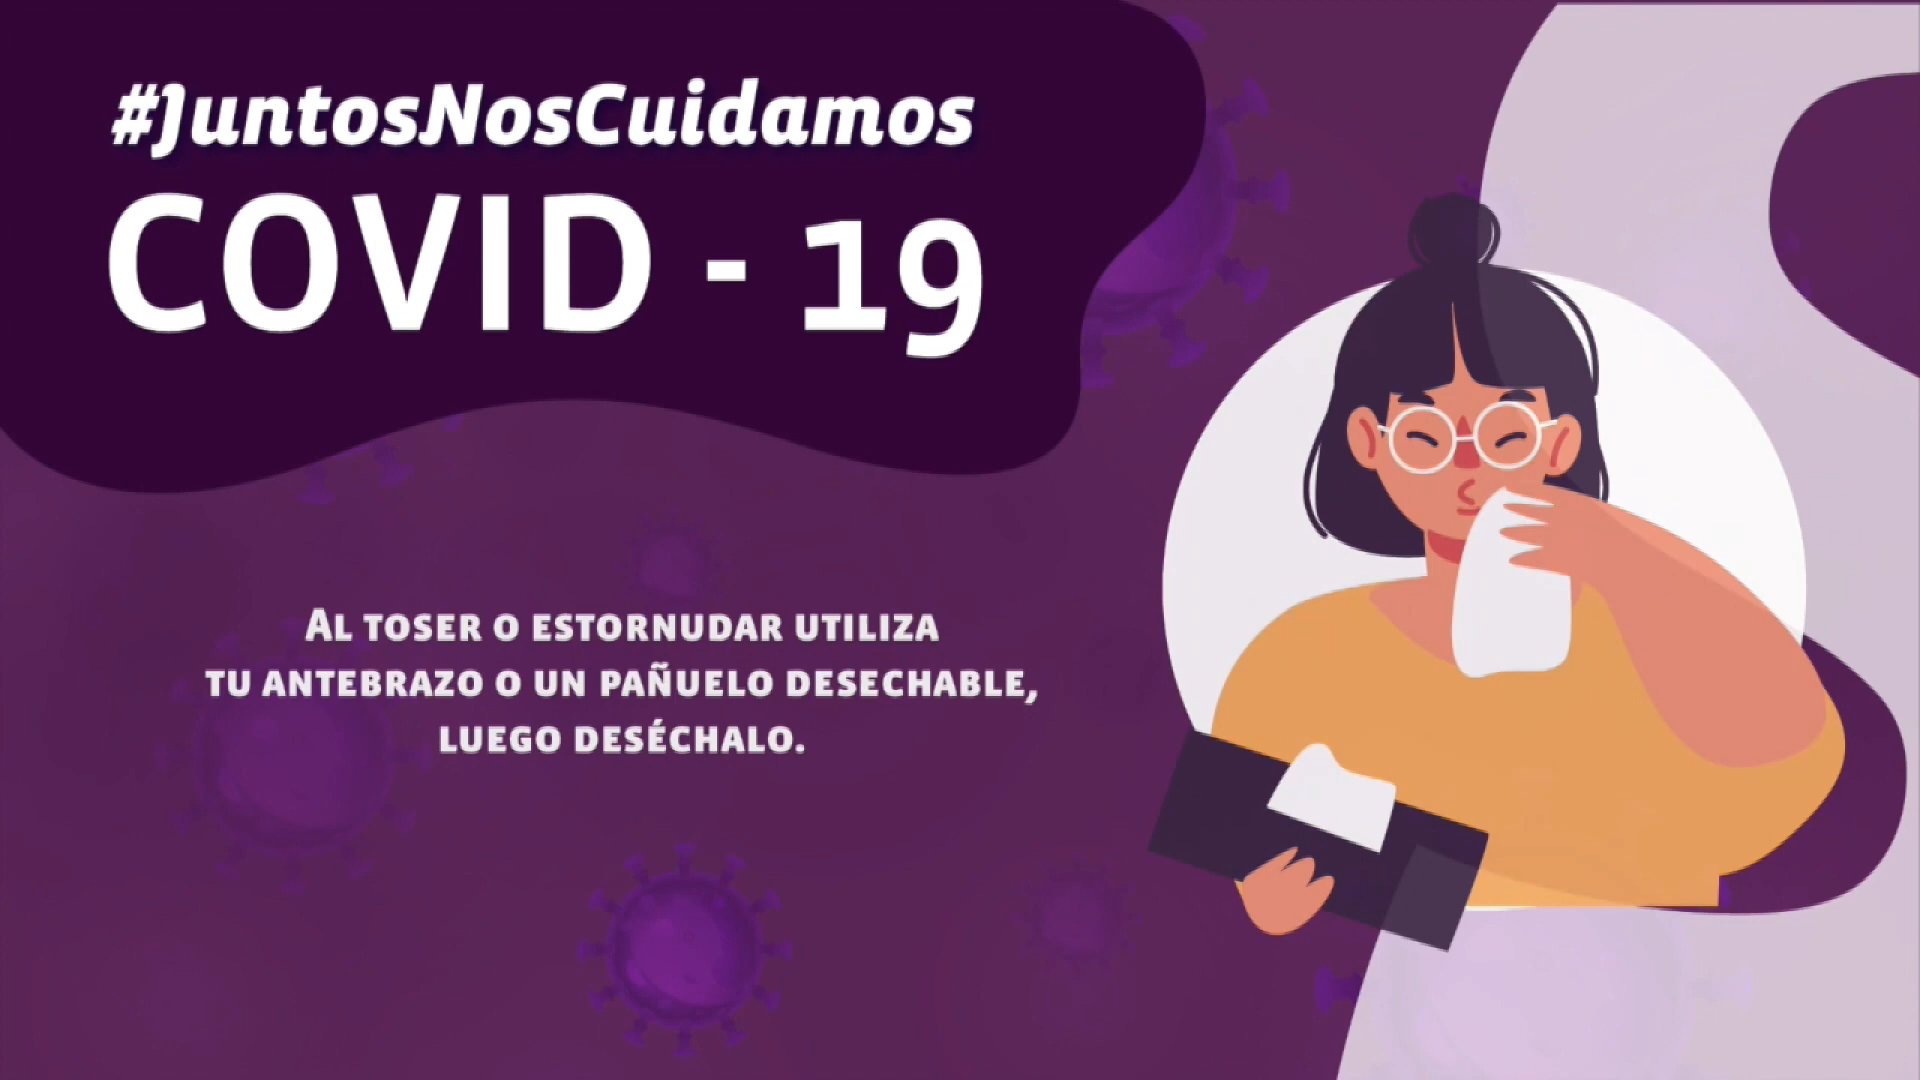 #JuntosNosCuidamos
COVID - 19
AL TOSER O ESTORNUDAR UTILIZA
TU ANTEBRAZO O UN PAÑUELO DESECHABLE,
LUEGO DESÉCHALO.